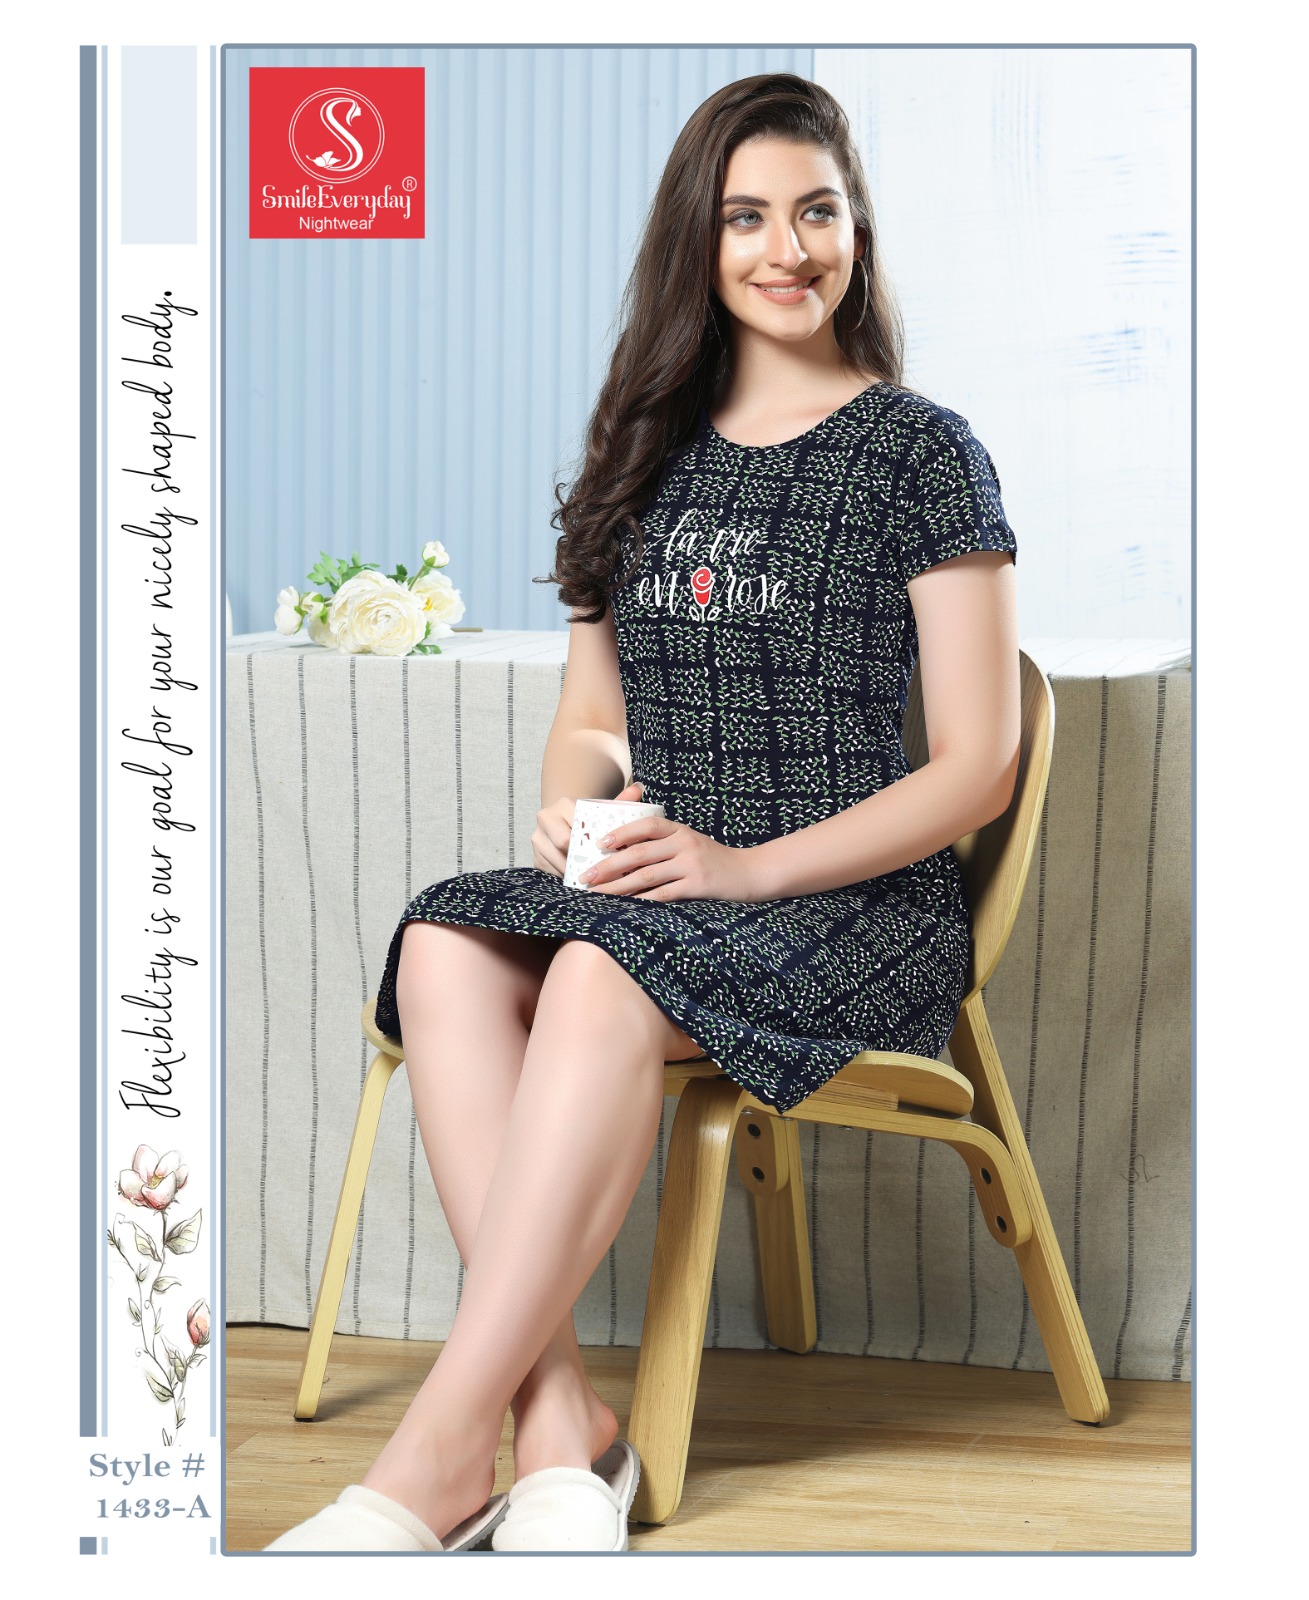 S
SmileEveryday®
Nightwear
Flexibility is our goal for your nicely shaped body.
la vie
en rose
Style #
1433-A